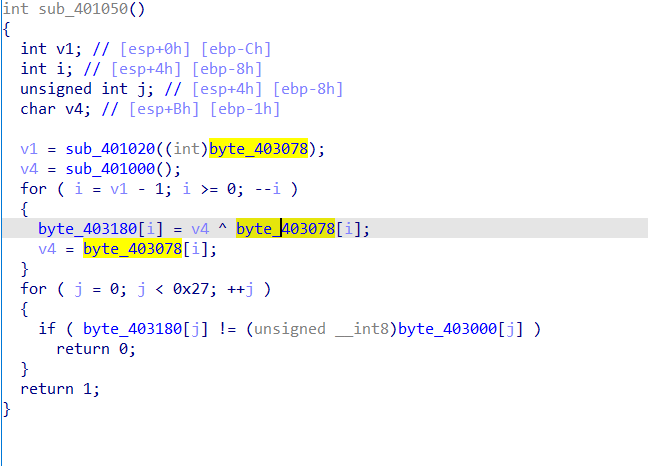 int sub_401050()
{
  int v1; // [esp+0h] [ebp-Ch]
  int i; // [esp+4h] [ebp-8h]
  unsigned int j; // [esp+4h] [ebp-8h]
  char v4; // [esp+Bh] [ebp-1h]

  v1 = sub_401020((int)byte_403078);
  v4 = sub_401000();
  for ( i = v1 - 1; i >= 0; --i )
  {
    byte_403180[i] = v4 ^ byte_403078[i];
    v4 = byte_403078[i];
  }
  for ( j = 0; j < 0x27; ++j )
  {
    if ( byte_403180[j] != (unsigned __int8)byte_403000[j] )
      return 0;
  }
  return 1;
}